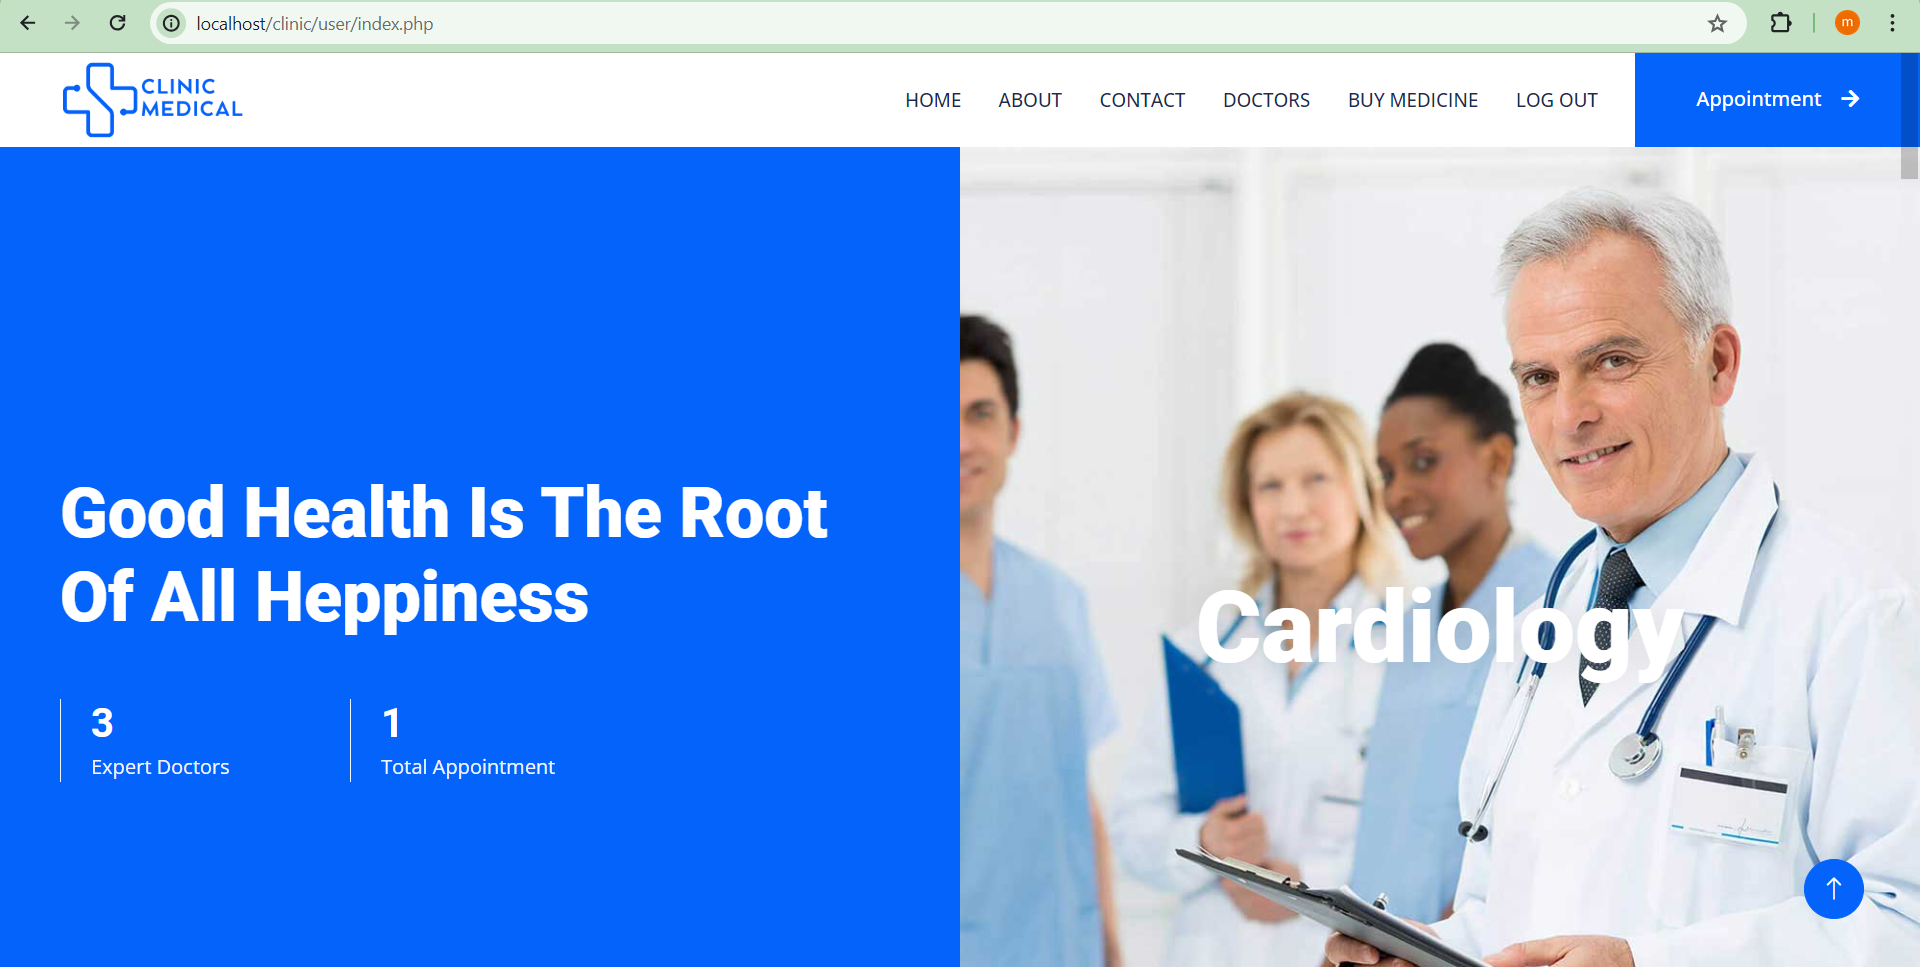 localhost/clinic/user/index.php
m
CLINIC
MEDICAL
HOME ABOUT CONTACT DOCTORS BUY MEDICINE LOG OUT Appointment
Good Health Is The Root
Of All Heppiness
3
Expert Doctors
1
Total Appointment
Cardiology